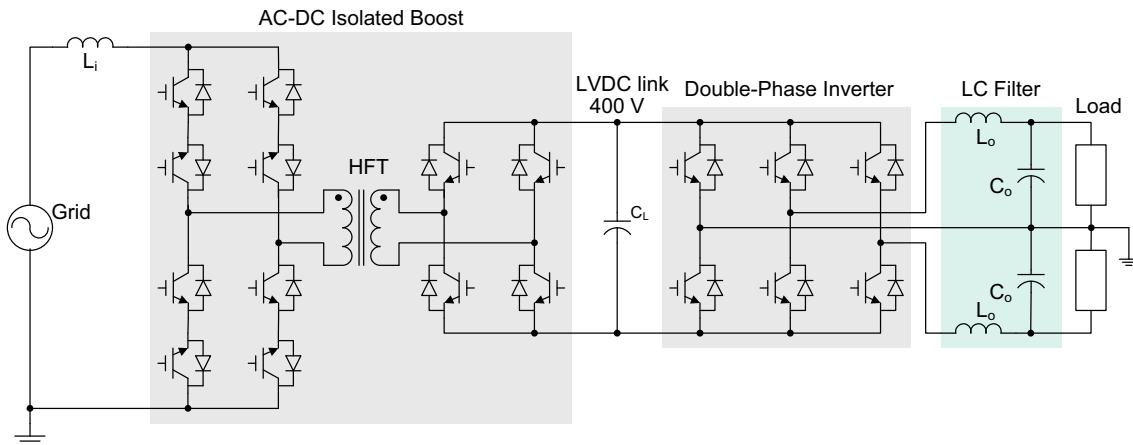 AC-DC Isolated Boost
Lᵢ
LVDC link
400 V
Double-Phase Inverter
LC Filter
Load
Lₒ
HFT
Cₒ
Grid
C_L
Cₒ
Lₒ